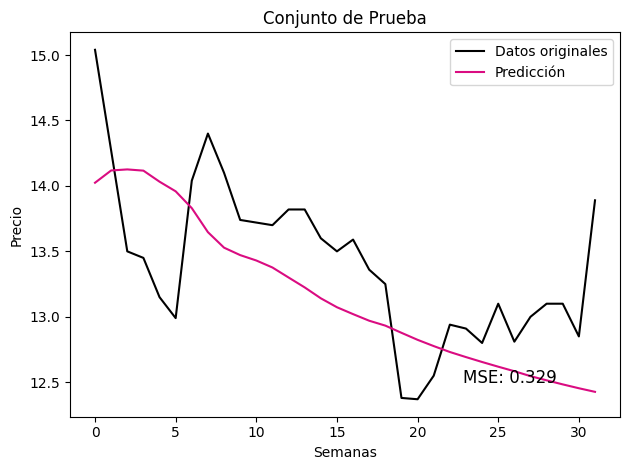 Conjunto de Prueba
Datos originales
Predicción
15.0
14.5
14.0
13.5
13.0
12.5
Precio
MSE: 0.329
0 5 10 15 20 25 30
Semanas